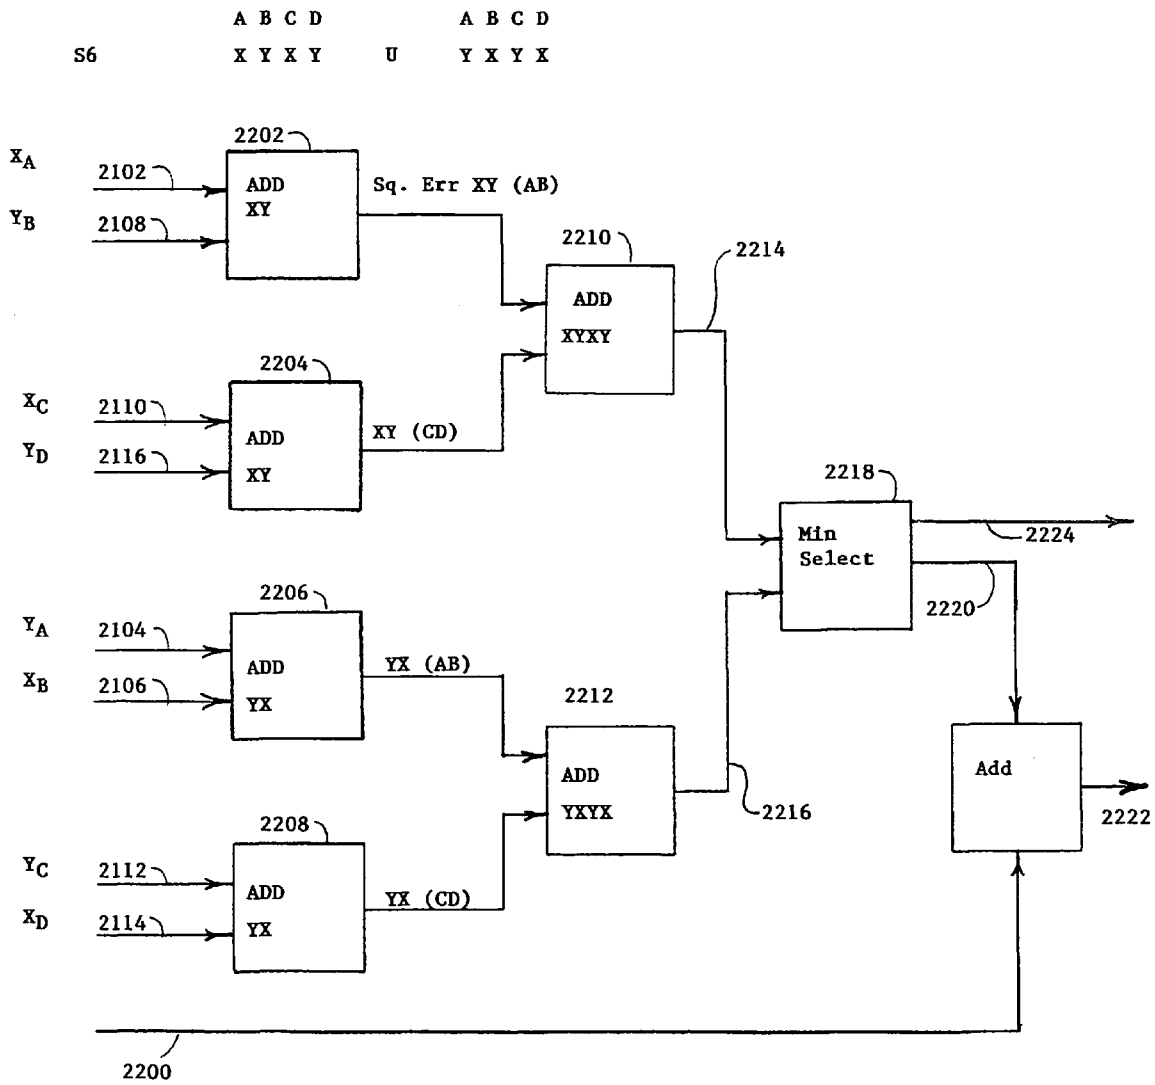 A B C D A B C D
S6 X Y X Y U Y X Y X
2202
XA
2102
ADD
XY
Sq. Err XY (AB)
YB
2108
2210
2214
ADD
XYXY
2204
XC
2110
ADD
XY
XY (CD)
YD
2116
2218
Min
Select
2224
2220
2206
YA
2104
ADD
YX
YX (AB)
XB
2106
2212
ADD
YXYX
2216
Add
2222
2208
YC
2112
ADD
YX
YX (CD)
XD
2114
2200